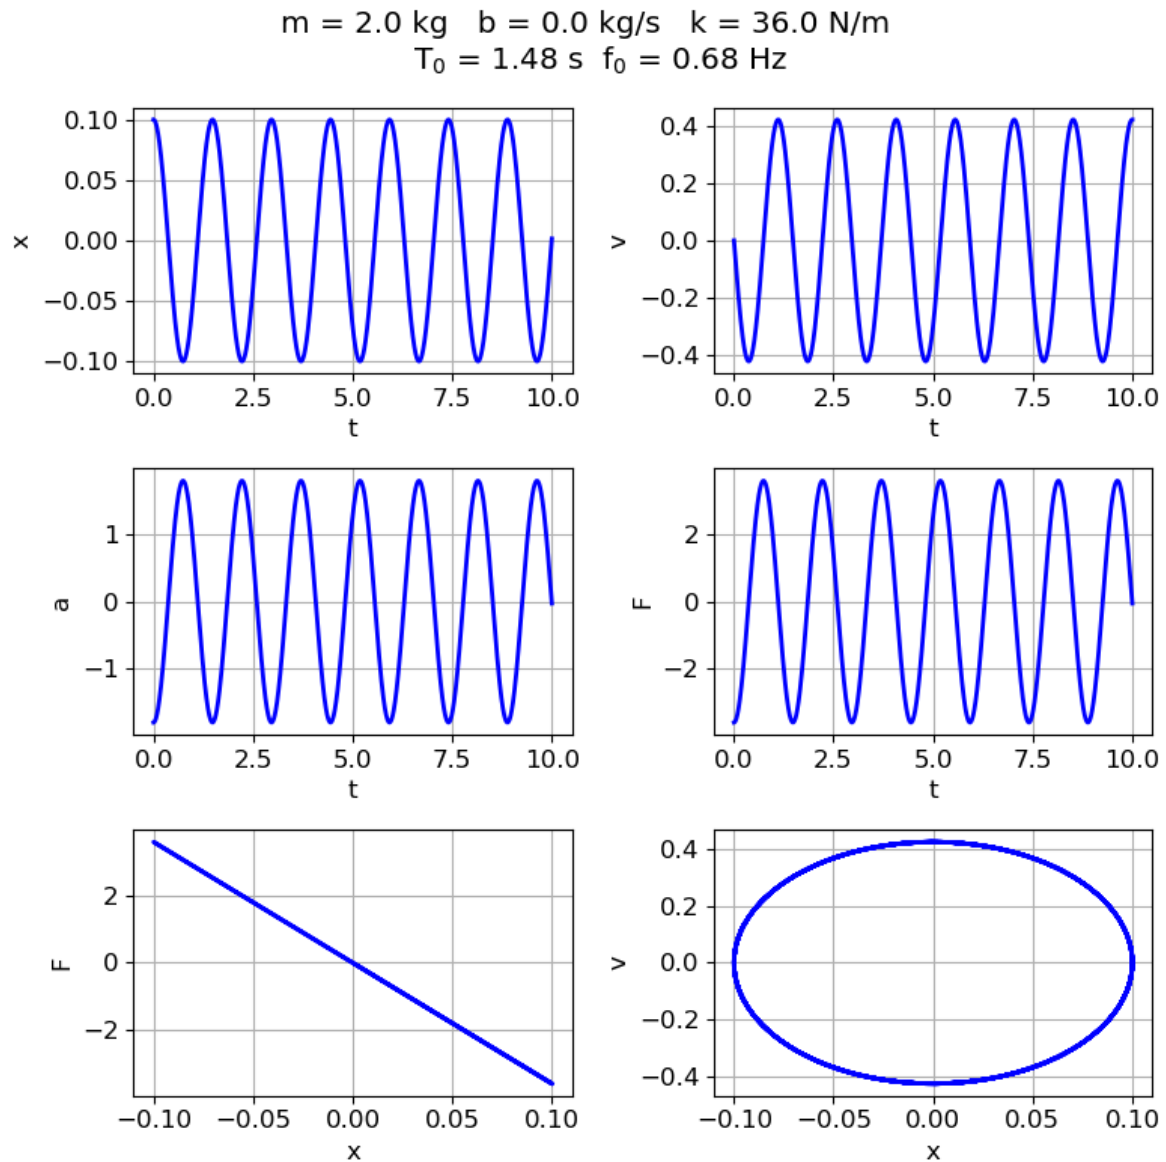 m = 2.0 kg   b = 0.0 kg/s   k = 36.0 N/m
T₀ = 1.48 s  f₀ = 0.68 Hz
0.10
0.05
0.00
−0.05
−0.10
x
0.0 2.5 5.0 7.5 10.0
t
0.4
0.2
0.0
−0.2
−0.4
v
0.0 2.5 5.0 7.5 10.0
t
1
0
−1
a
0.0 2.5 5.0 7.5 10.0
t
2
0
−2
F
0.0 2.5 5.0 7.5 10.0
t
2
0
−2
F
−0.10 −0.05 0.00 0.05 0.10
x
0.4
0.2
0.0
−0.2
−0.4
v
−0.10 −0.05 0.00 0.05 0.10
x